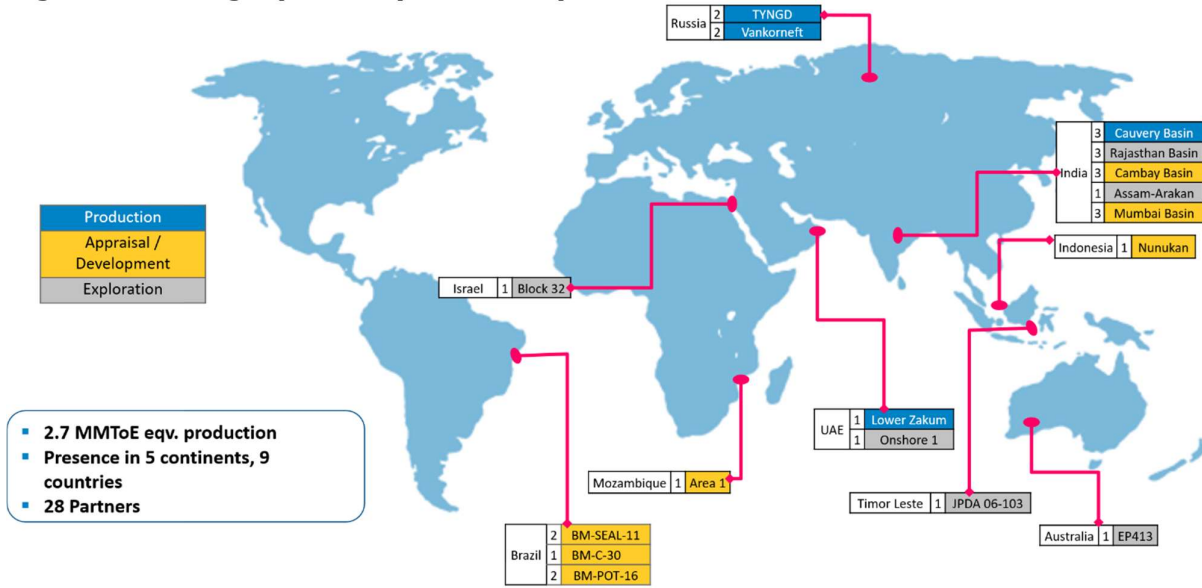 Russia 2 TYNGD
2 Vankorneft
3 Cauvery Basin
3 Rajasthan Basin
India 3 Cambay Basin
1 Assam-Arakan
3 Mumbai Basin
Indonesia 1 Nunukan
Production
Appraisal /
Development
Exploration
Israel 1 Block 32
UAE 1 Lower Zakum
1 Onshore 1
Mozambique 1 Area 1
Timor Leste 1 JPDA 06-103
Australia 1 EP413
2 BM-SEAL-11
Brazil 1 BM-C-30
2 BM-POT-16
▪ 2.7 MMToE eqv. production
▪ Presence in 5 continents, 9
countries
▪ 28 Partners